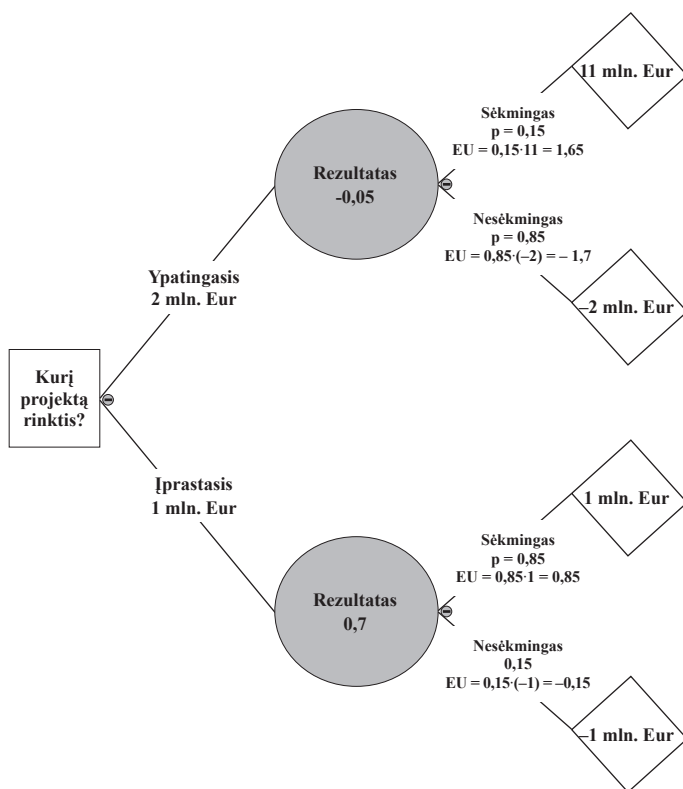 11 mln. Eur
Sėkmingas
p = 0,15
EU = 0,15·11 = 1,65
Rezultatas
-0,05
Nesėkmingas
p = 0,85
EU = 0,85·(–2) = – 1,7
–2 mln. Eur
Ypatingasis
2 mln. Eur
Kurį
projektą
rinktis?
Įprastasis
1 mln. Eur
1 mln. Eur
Sėkmingas
p = 0,85
EU = 0,85·1 = 0,85
Rezultatas
0,7
Nesėkmingas
0,15
EU = 0,15·(–1) = –0,15
–1 mln. Eur